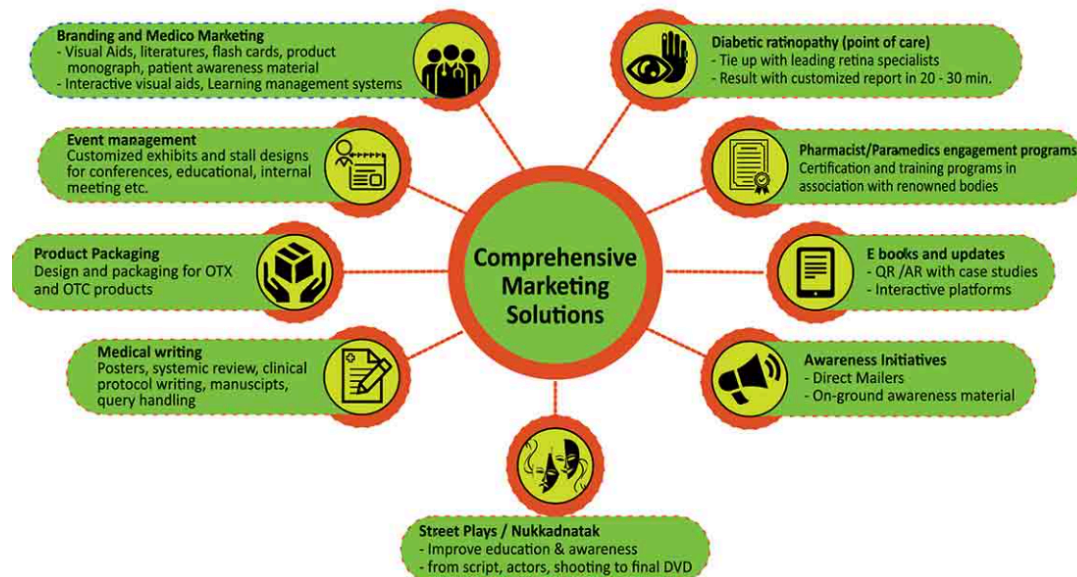 Branding and Medico Marketing
- Visual Aids, literatures, flash cards, product
monograph, patient awareness material
- Interactive visual aids, Learning management systems
Diabetic ratinopathy (point of care)
- Tie up with leading retina specialists
- Result with customized report in 20 - 30 min.
Event management
Customized exhibits and stall designs
for conferences, educational, internal
meeting etc.
Pharmacist/Paramedics engagement programs
Certification and training programs in
association with renowned bodies
Comprehensive
Marketing
Solutions
Product Packaging
Design and packaging for OTX
and OTC products
E books and updates
- QR /AR with case studies
- Interactive platforms
Medical writing
Posters, systemic review, clinical
protocol writing, manuscipts,
query handling
Awareness Initiatives
- Direct Mailers
- On-ground awareness material
Street Plays / Nukkadnatak
- Improve education & awareness
- from script, actors, shooting to final DVD